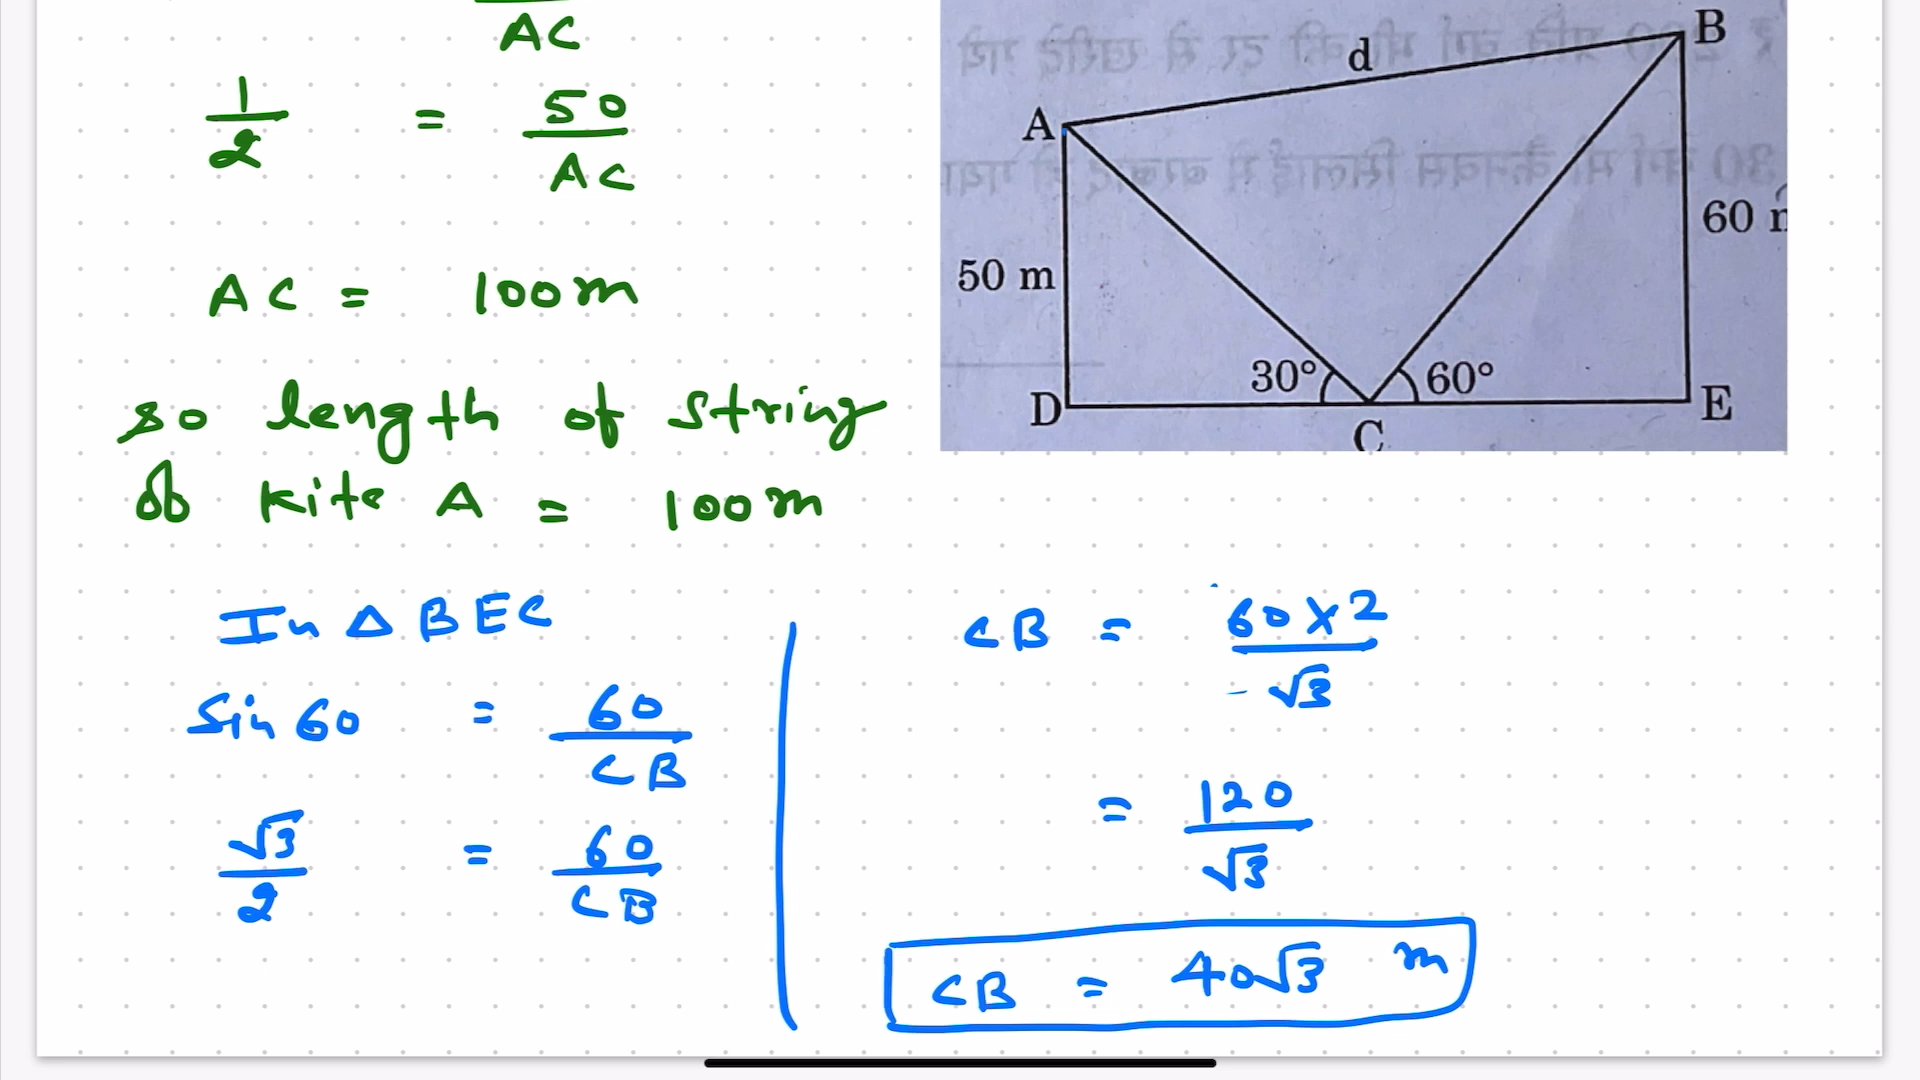 AC
1/2 = 50/AC
AC = 100m
so length of string
of kite A = 100m
In △ BEC
Sin 60 = 60/CB
√3/2 = 60/CB
CB = 60×2/√3
= 120/√3
CB = 40√3 m
B
d
A
60
50 m
30° 60°
D
E
C